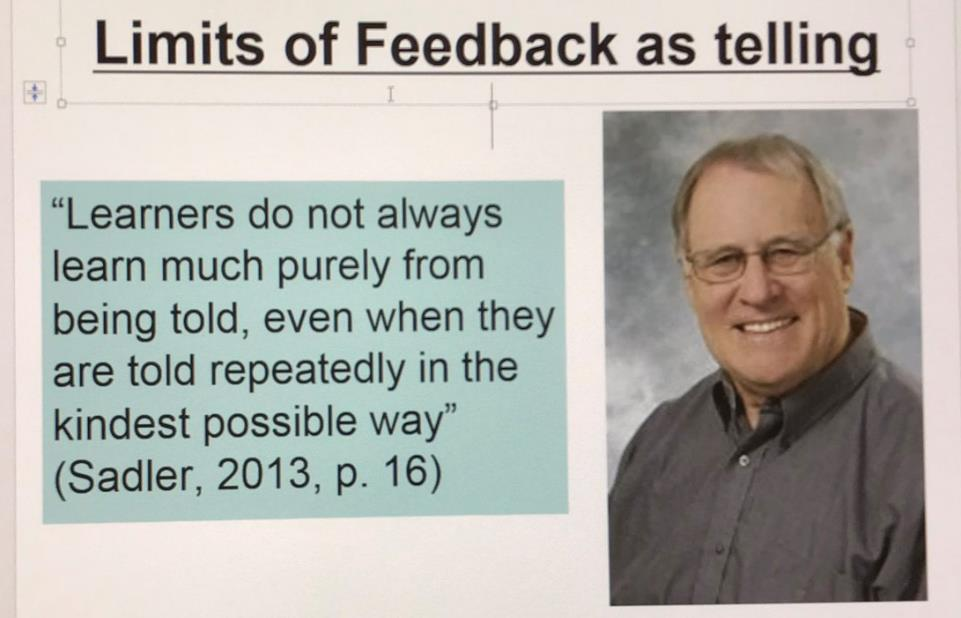 Limits of Feedback as telling
“Learners do not always
learn much purely from
being told, even when they
are told repeatedly in the
kindest possible way”
(Sadler, 2013, p. 16)